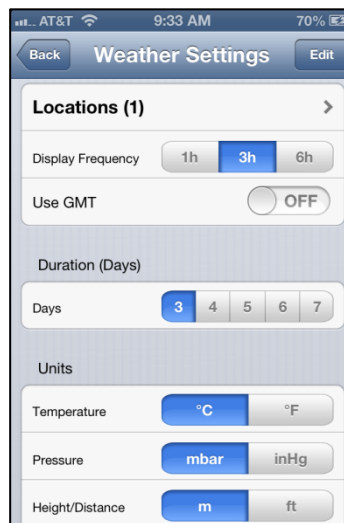 AT&T 9:33 AM 70%
Back Weather Settings Edit
Locations (1)
Display Frequency 1h 3h 6h
Use GMT OFF
Duration (Days)
Days 3 4 5 6 7
Units
Temperature °C °F
Pressure mbar inHg
Height/Distance m ft